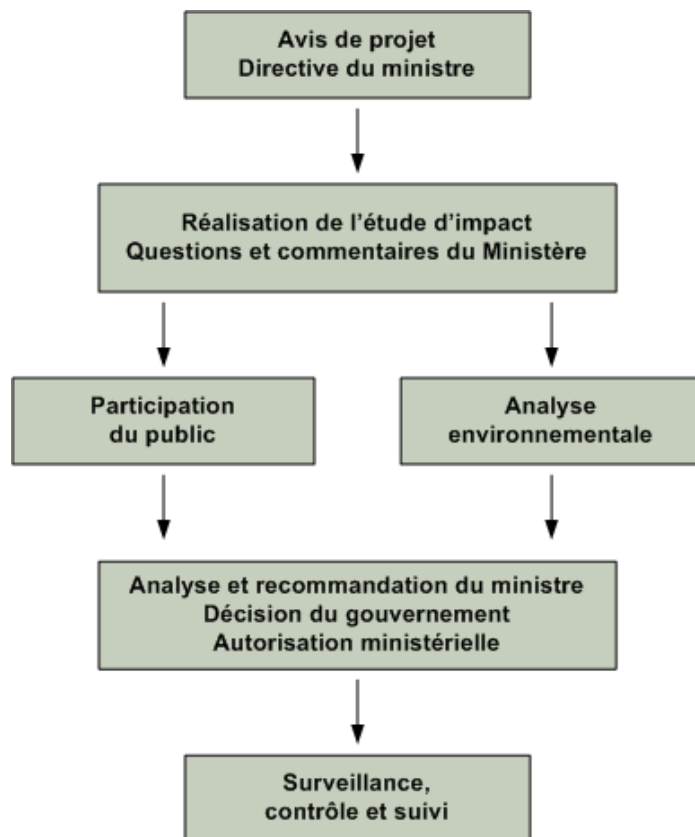 Avis de projet
Directive du ministre
Réalisation de l'étude d'impact
Questions et commentaires du Ministère
Participation
du public
Analyse
environnementale
Analyse et recommandation du ministre
Décision du gouvernement
Autorisation ministérielle
Surveillance,
contrôle et suivi